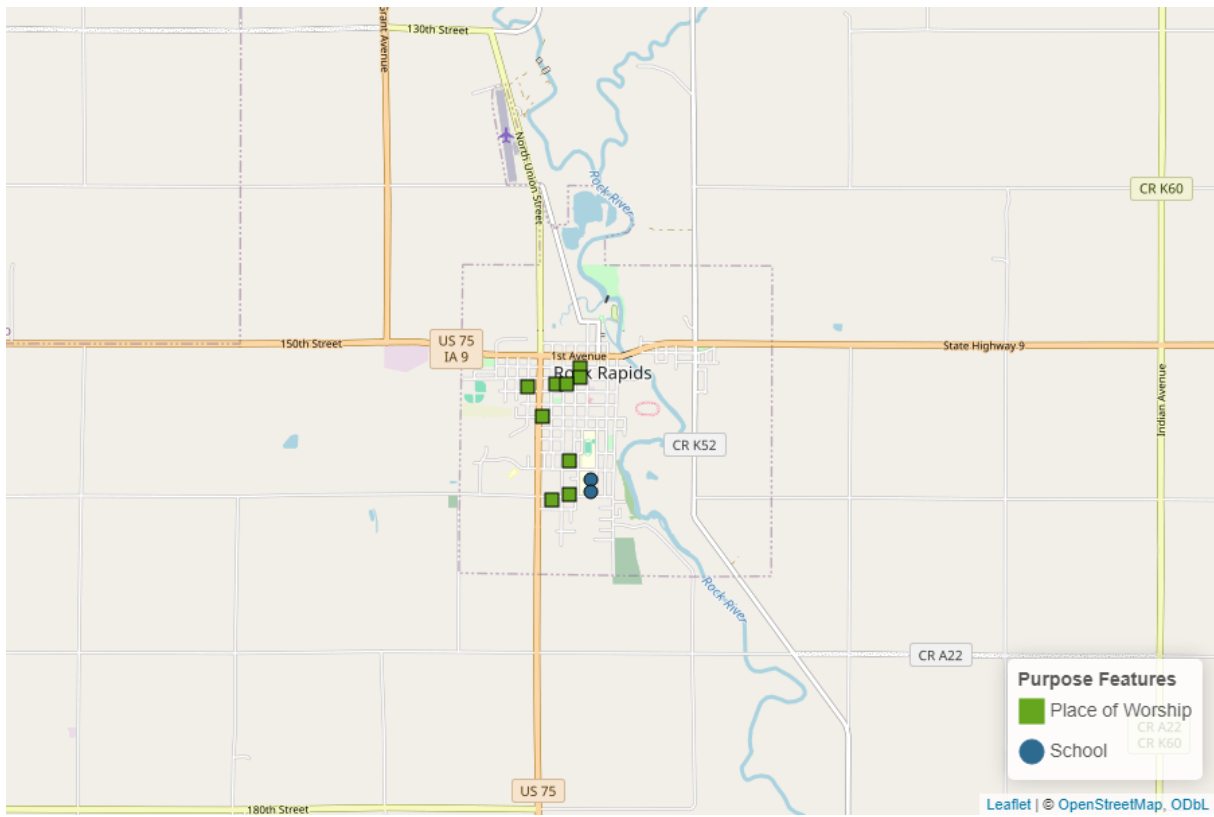 130th Street
Grant Avenue
North Union Street
Rock River
CR K60
150th Street
US 75
IA 9
1st Avenue
Rock Rapids
State Highway 9
Indian Avenue
CR K52
Rock River
CR A22
Purpose Features
Place of Worship
School
CR A22
CR K60
US 75
180th Street
Leaflet | © OpenStreetMap, ODbL